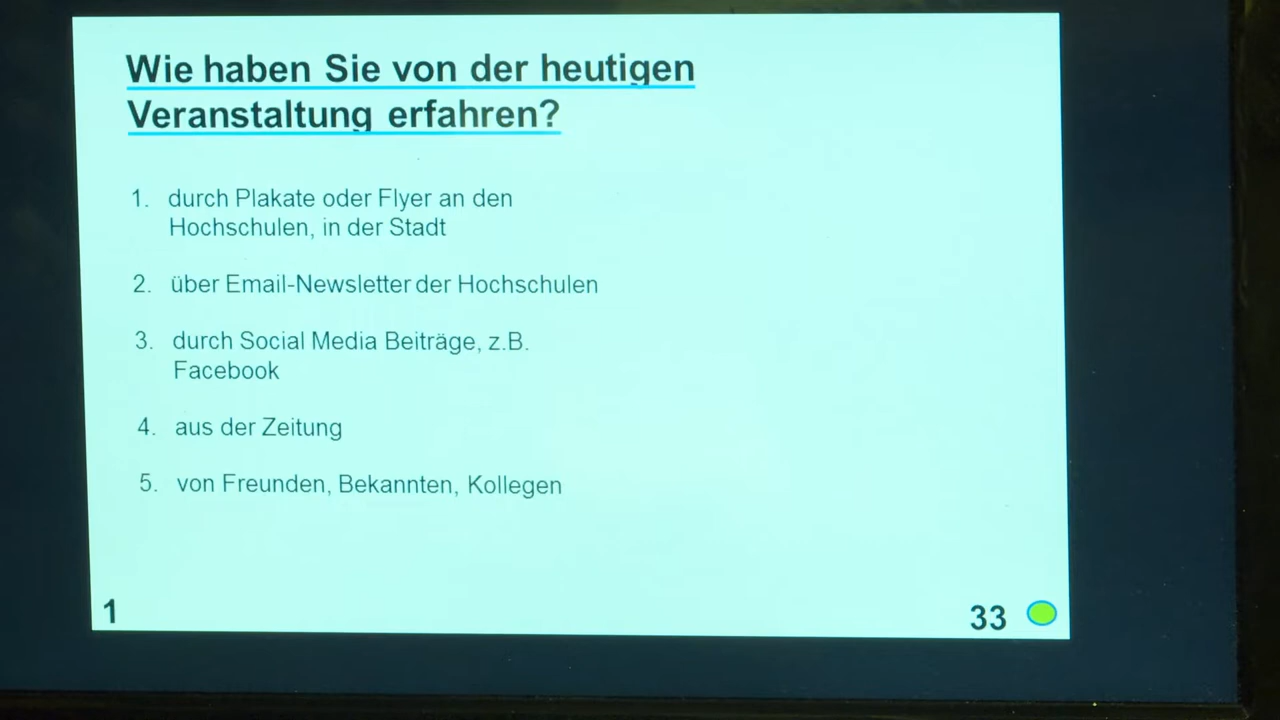 Wie haben Sie von der heutigen
Veranstaltung erfahren?
1. durch Plakate oder Flyer an den
Hochschulen, in der Stadt
2. über Email-Newsletter der Hochschulen
3. durch Social Media Beiträge, z.B.
Facebook
4. aus der Zeitung
5. von Freunden, Bekannten, Kollegen
1
33